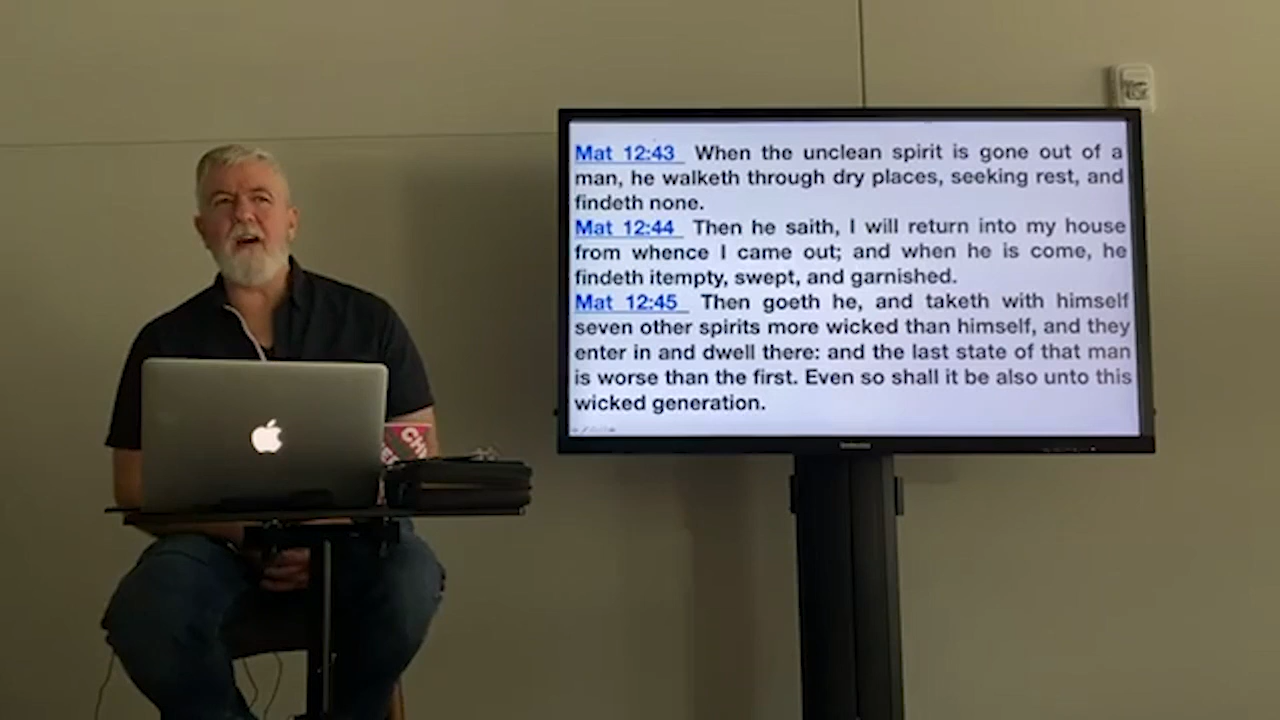 Mat 12:43 When the unclean spirit is gone out of a
man, he walketh through dry places, seeking rest, and
findeth none.
Mat 12:44 Then he saith, I will return into my house
from whence I came out; and when he is come, he
findeth itempty, swept, and garnished.
Mat 12:45 Then goeth he, and taketh with himself
seven other spirits more wicked than himself, and they
enter in and dwell there: and the last state of that man
is worse than the first. Even so shall it be also unto this
wicked generation.